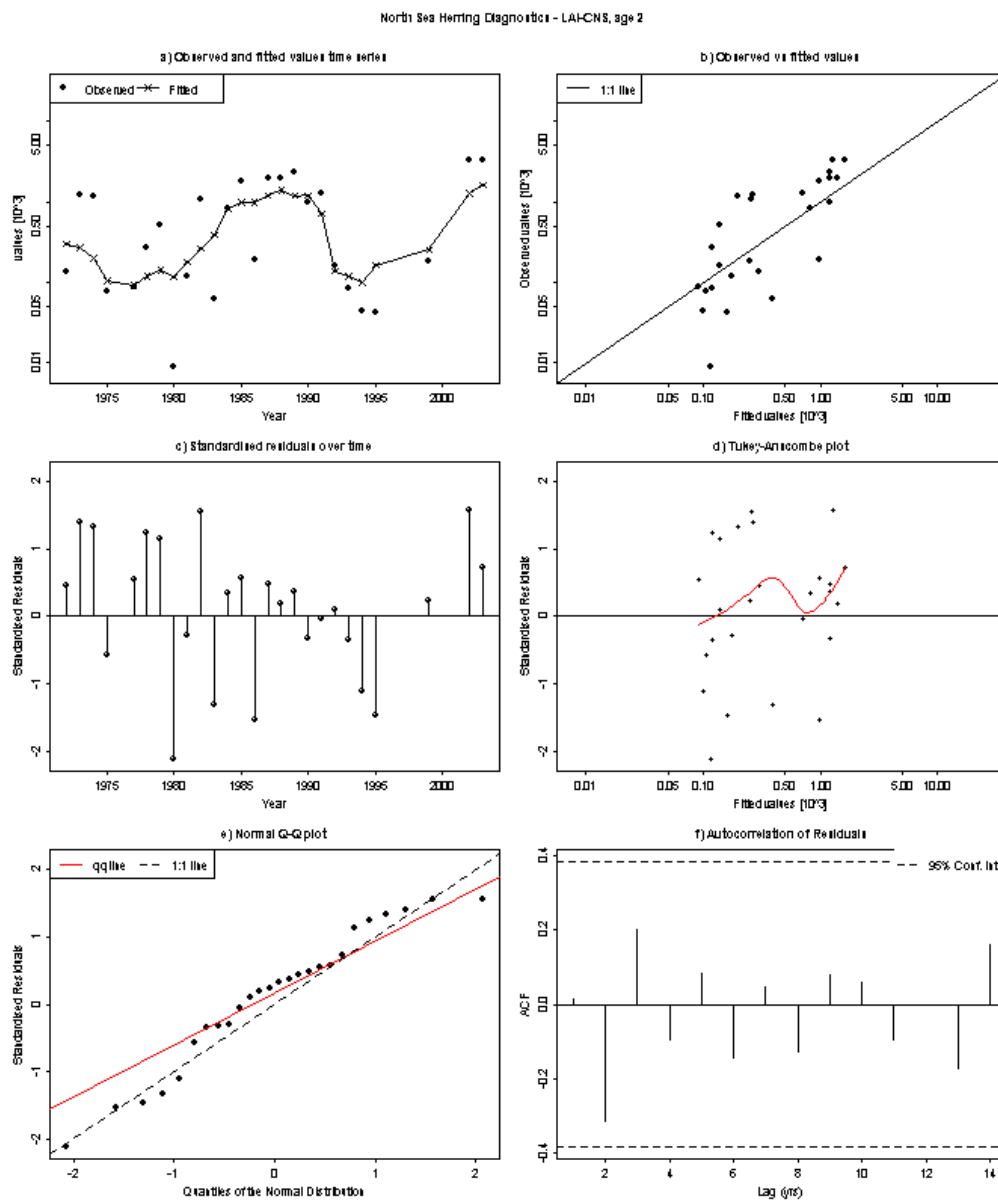 North Sea Herring Diagnostics - LAI-CNS, age 2
a) Observed and fitted values time series
Observed Fitted
values [10^3]
5.00
0.50
0.05
0.01
1975 1980 1985 1990 1995 2000
Year
b) Observed vs fitted values
1:1 line
Observed values [10^3]
5.00
0.50
0.05
0.01
0.01 0.05 0.10 0.50 1.00 5.00 10.00
Fitted values [10^3]
c) Standardised residuals over time
Standardised Residuals
2
1
0
-1
-2
1975 1980 1985 1990 1995 2000
Year
d) Tukey-Anscombe plot
Standardised Residuals
2
1
0
-1
-2
0.01 0.05 0.10 0.50 1.00 5.00 10.00
Fitted values [10^3]
e) Normal Q-Q plot
qq line 1:1 line
Standardised Residuals
2
1
0
-1
-2
-2 -1 0 1 2
Quantiles of the Normal Distribution
f) Autocorrelation of Residuals
95% Conf. Int
ACF
0.4
0.2
0.0
-0.2
-0.4
2 4 6 8 10 12 14
Lag (yrs)